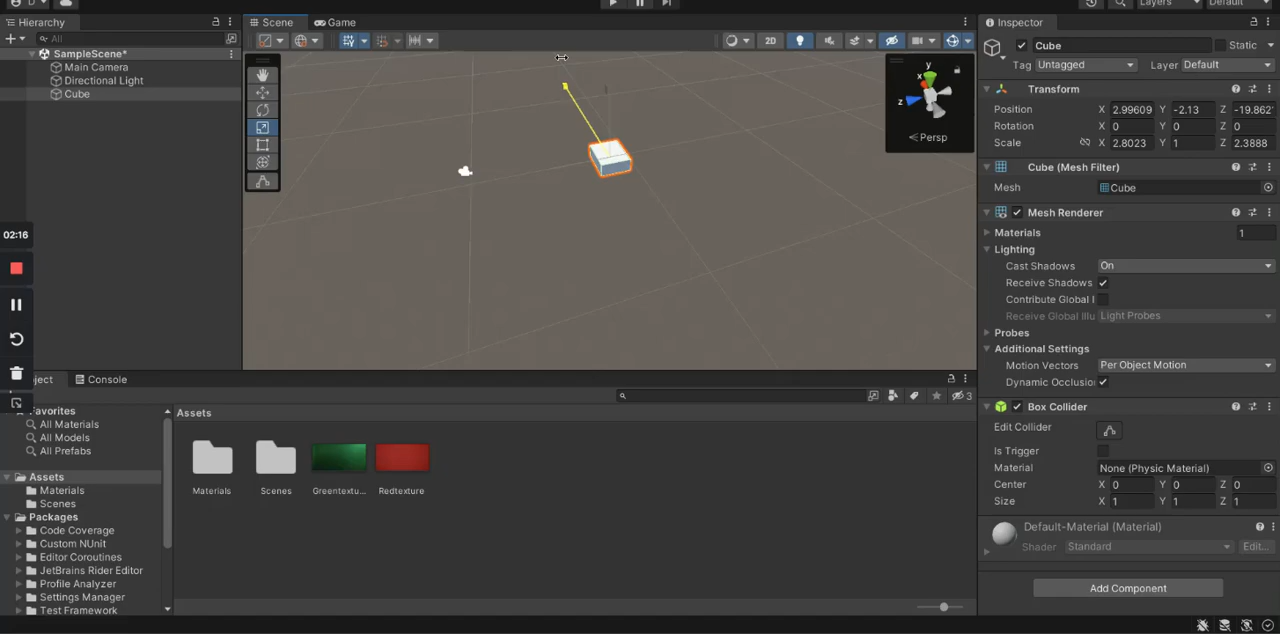 D
Layers
Default
Hierarchy
Scene
Game
Inspector
All
SampleScene*
Main Camera
Directional Light
Cube
2D
y
x
z
Persp
Cube
Static
Tag Untagged
Layer Default
Transform
Position X 2.99609 Y -2.13 Z -19.862
Rotation X 0 Y 0 Z 0
Scale X 2.8023 Y 1 Z 2.3888
Cube (Mesh Filter)
Mesh Cube
Mesh Renderer
Materials 1
Lighting
Cast Shadows On
Receive Shadows
Contribute Global I
Receive Global Illu Light Probes
Probes
Additional Settings
Motion Vectors Per Object Motion
Dynamic Occlusion
Box Collider
Edit Collider
Is Trigger
Material None (Physic Material)
Center X 0 Y 0 Z 0
Size X 1 Y 1 Z 1
Default-Material (Material)
Shader Standard Edit...
Add Component
02:16
oject
Console
3
Favorites
All Materials
All Models
All Prefabs
Assets
Materials
Scenes
Packages
Code Coverage
Custom NUnit
Editor Coroutines
JetBrains Rider Editor
Profile Analyzer
Settings Manager
Test Framework
Assets
Materials
Scenes
Greentextu...
Redtexture